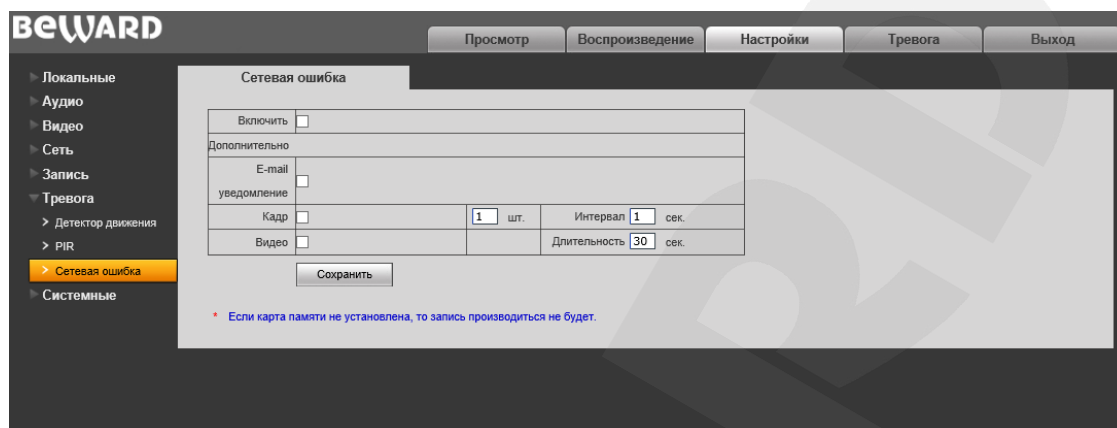 BEWARD
Просмотр Воспроизведение Настройки Тревога Выход
Локальные
Аудио
Видео
Сеть
Запись
Тревога
> Детектор движения
> PIR
> Сетевая ошибка
Системные
Сетевая ошибка
Включить
Дополнительно
E-mail
уведомление
Кадр 1 шт. Интервал 1 сек.
Видео Длительность 30 сек.
Сохранить
* Если карта памяти не установлена, то запись производиться не будет.